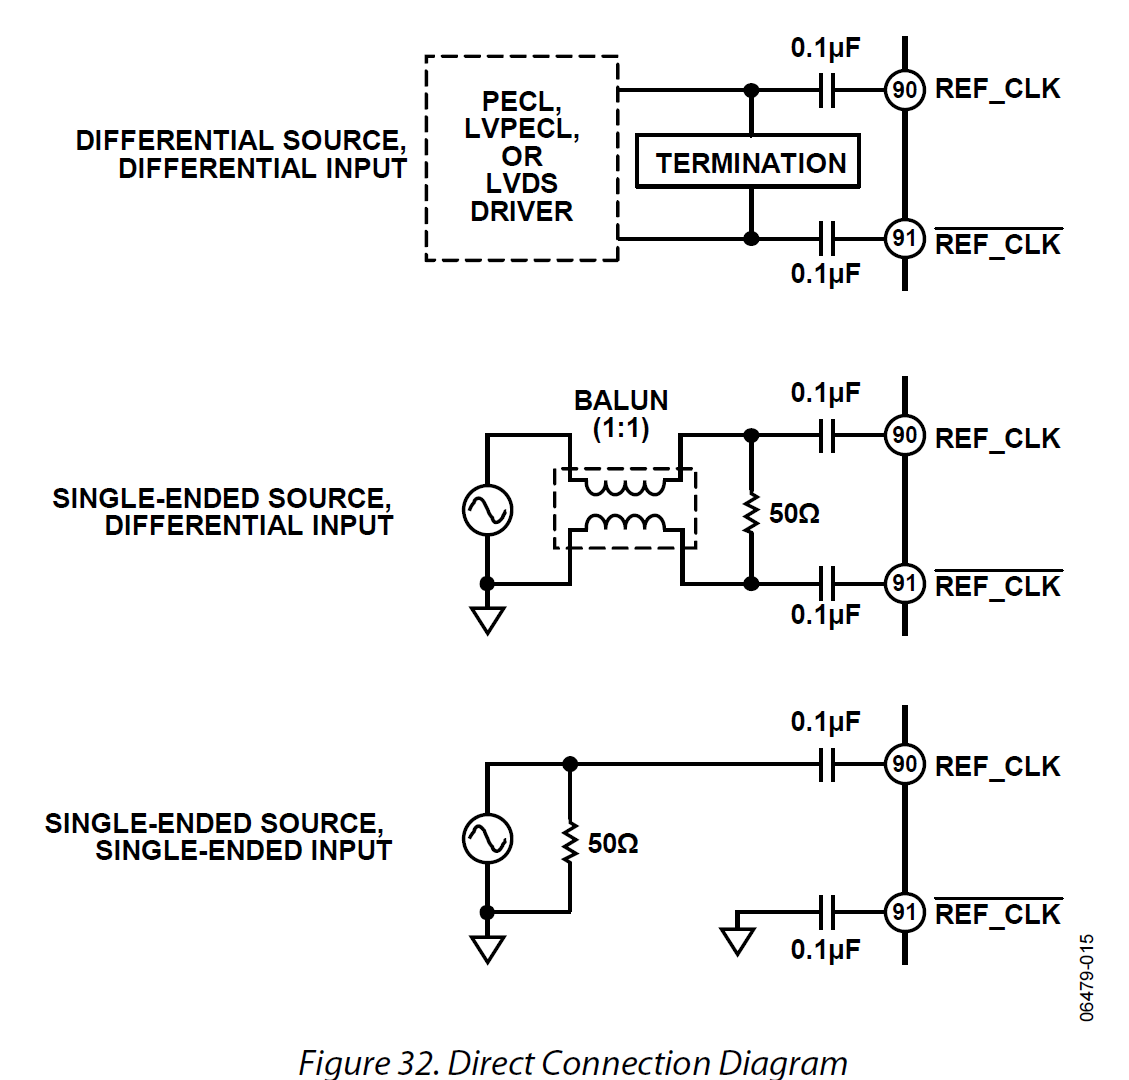 0.1µF
90
REF_CLK
DIFFERENTIAL SOURCE,
DIFFERENTIAL INPUT
PECL,
LVPECL,
OR
LVDS
DRIVER
TERMINATION
91
REF_CLK
0.1µF
BALUN
(1:1)
0.1µF
90
REF_CLK
SINGLE-ENDED SOURCE,
DIFFERENTIAL INPUT
50Ω
91
REF_CLK
0.1µF
0.1µF
90
REF_CLK
SINGLE-ENDED SOURCE,
SINGLE-ENDED INPUT
50Ω
91
REF_CLK
0.1µF
06479-015
Figure 32. Direct Connection Diagram